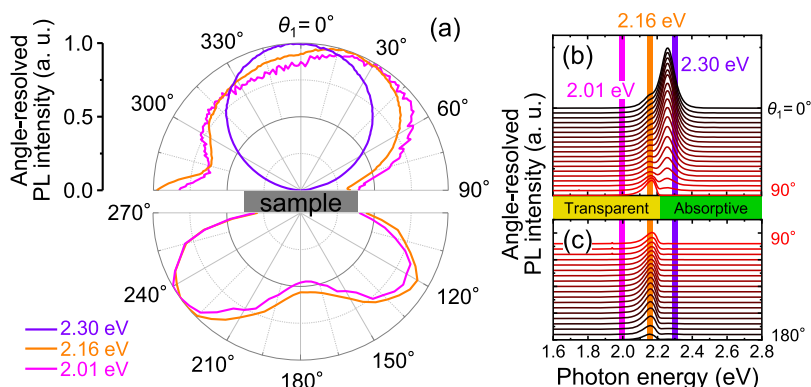 θ₁= 0°
(a)
330°
30°
300°
60°
270°
90°
240°
120°
210°
150°
180°
Angle-resolved
PL intensity (a. u.)
1.0
0.5
0.0
sample
2.30 eV
2.16 eV
2.01 eV
2.16 eV
(b)
2.30 eV
2.01 eV
θ₁= 0°
90°
Transparent
Absorptive
(c)
90°
180°
Angle-resolved
PL intensity (a. u.)
1.6 2.0 2.2 2.4 2.6 2.8
Photon energy (eV)